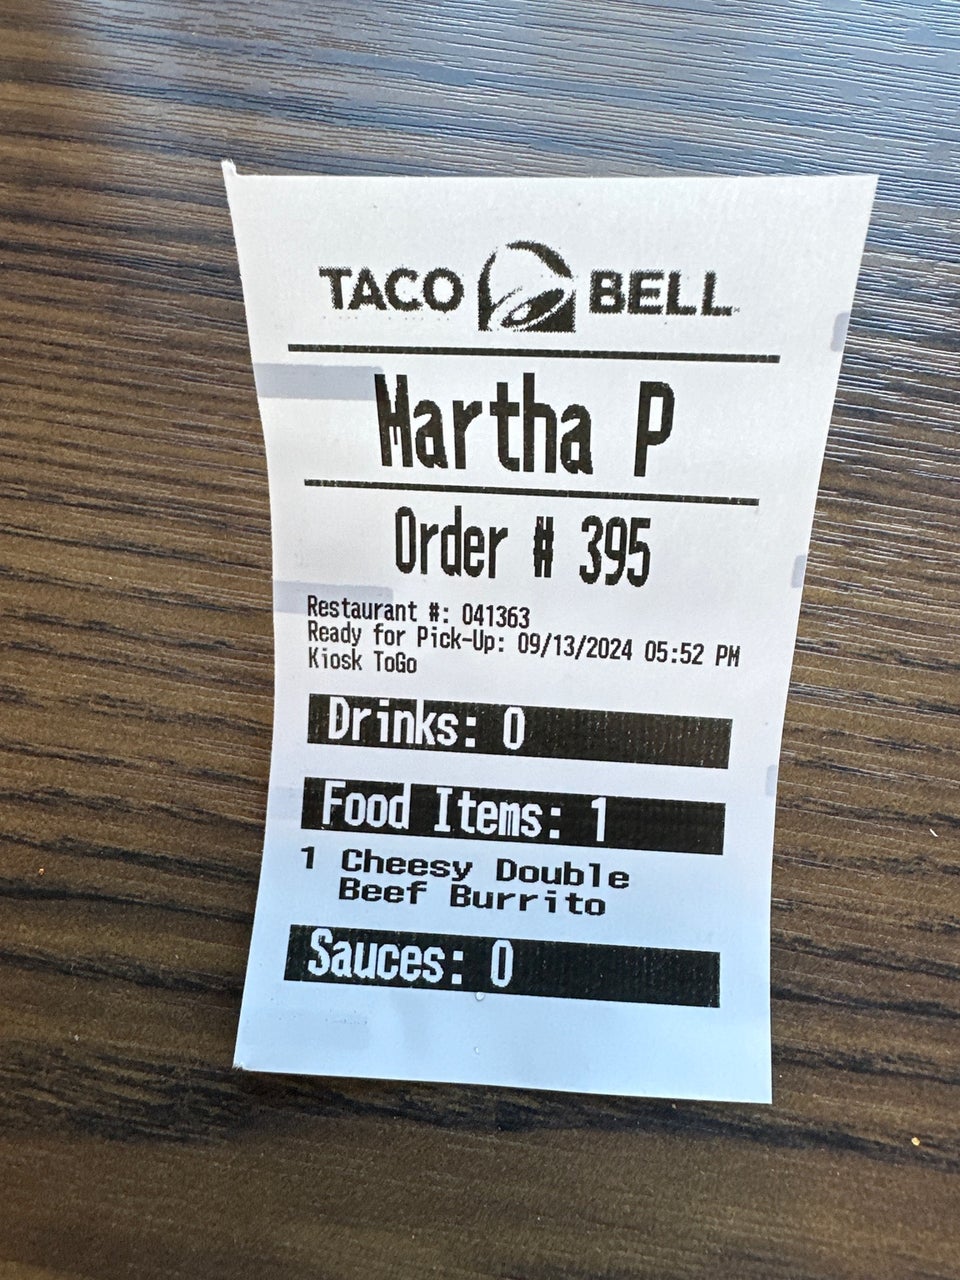 TACO BELL
Martha P
Order # 395
Restaurant #: 041363
Ready for Pick-Up: 09/13/2024 05:52 PM
Kiosk ToGo
Drinks: 0
Food Items: 1
1 Cheesy Double
Beef Burrito
Sauces: 0